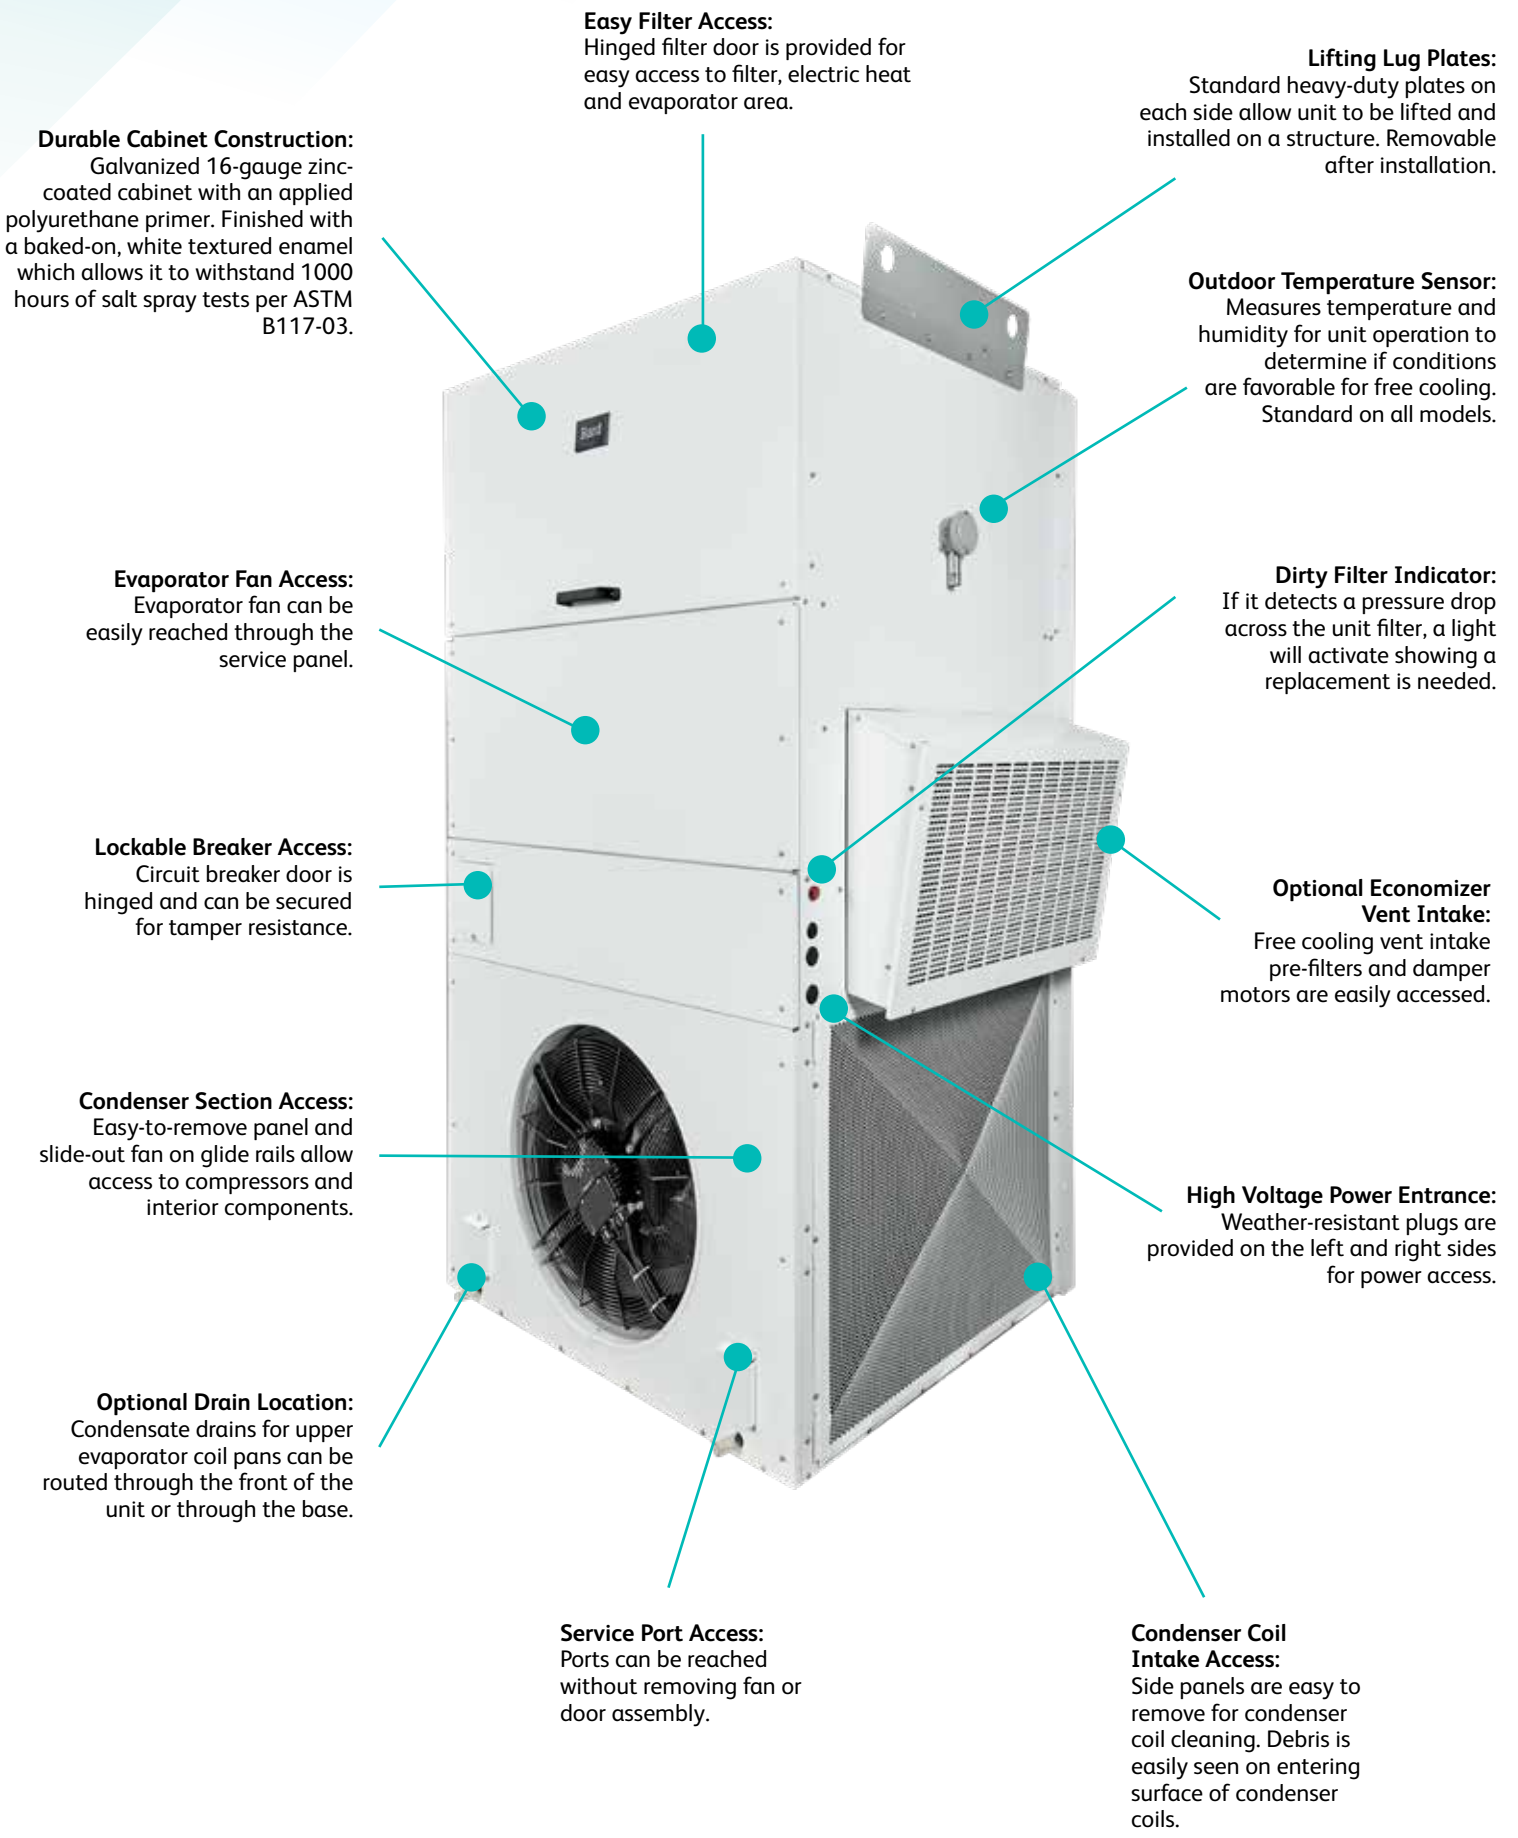 Easy Filter Access:
Hinged filter door is provided for
easy access to filter, electric heat
and evaporator area.
Lifting Lug Plates:
Standard heavy-duty plates on
each side allow unit to be lifted and
installed on a structure. Removable
after installation.
Durable Cabinet Construction:
Galvanized 16-gauge zinc-
coated cabinet with an applied
polyurethane primer. Finished with
a baked-on, white textured enamel
which allows it to withstand 1000
hours of salt spray tests per ASTM
B117-03.
Outdoor Temperature Sensor:
Measures temperature and
humidity for unit operation to
determine if conditions
are favorable for free cooling.
Standard on all models.
Bard
Evaporator Fan Access:
Evaporator fan can be
easily reached through the
service panel.
Dirty Filter Indicator:
If it detects a pressure drop
across the unit filter, a light
will activate showing a
replacement is needed.
Lockable Breaker Access:
Circuit breaker door is
hinged and can be secured
for tamper resistance.
Optional Economizer
Vent Intake:
Free cooling vent intake
pre-filters and damper
motors are easily accessed.
Condenser Section Access:
Easy-to-remove panel and
slide-out fan on glide rails allow
access to compressors and
interior components.
High Voltage Power Entrance:
Weather-resistant plugs are
provided on the left and right sides
for power access.
Optional Drain Location:
Condensate drains for upper
evaporator coil pans can be
routed through the front of the
unit or through the base.
Service Port Access:
Ports can be reached
without removing fan or
door assembly.
Condenser Coil
Intake Access:
Side panels are easy to
remove for condenser
coil cleaning. Debris is
easily seen on entering
surface of condenser
coils.